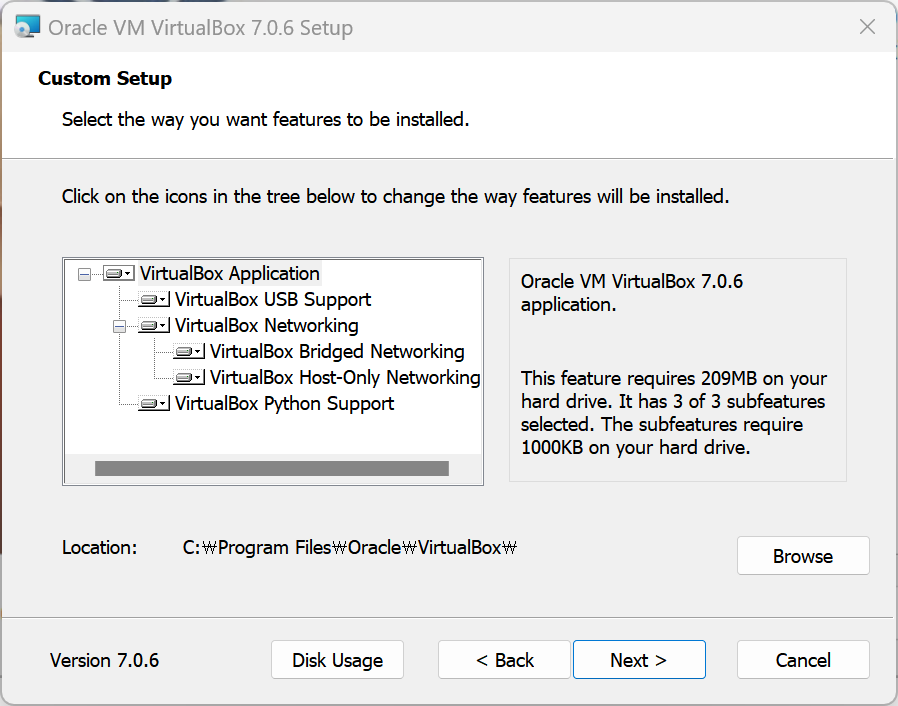 Oracle VM VirtualBox 7.0.6 Setup
Custom Setup
Select the way you want features to be installed.
Click on the icons in the tree below to change the way features will be installed.
VirtualBox Application
VirtualBox USB Support
VirtualBox Networking
VirtualBox Bridged Networking
VirtualBox Host-Only Networking
VirtualBox Python Support
Oracle VM VirtualBox 7.0.6
application.
This feature requires 209MB on your
hard drive. It has 3 of 3 subfeatures
selected. The subfeatures require
1000KB on your hard drive.
Location: C:₩Program Files₩Oracle₩VirtualBox₩
Browse
Version 7.0.6
Disk Usage
< Back
Next >
Cancel